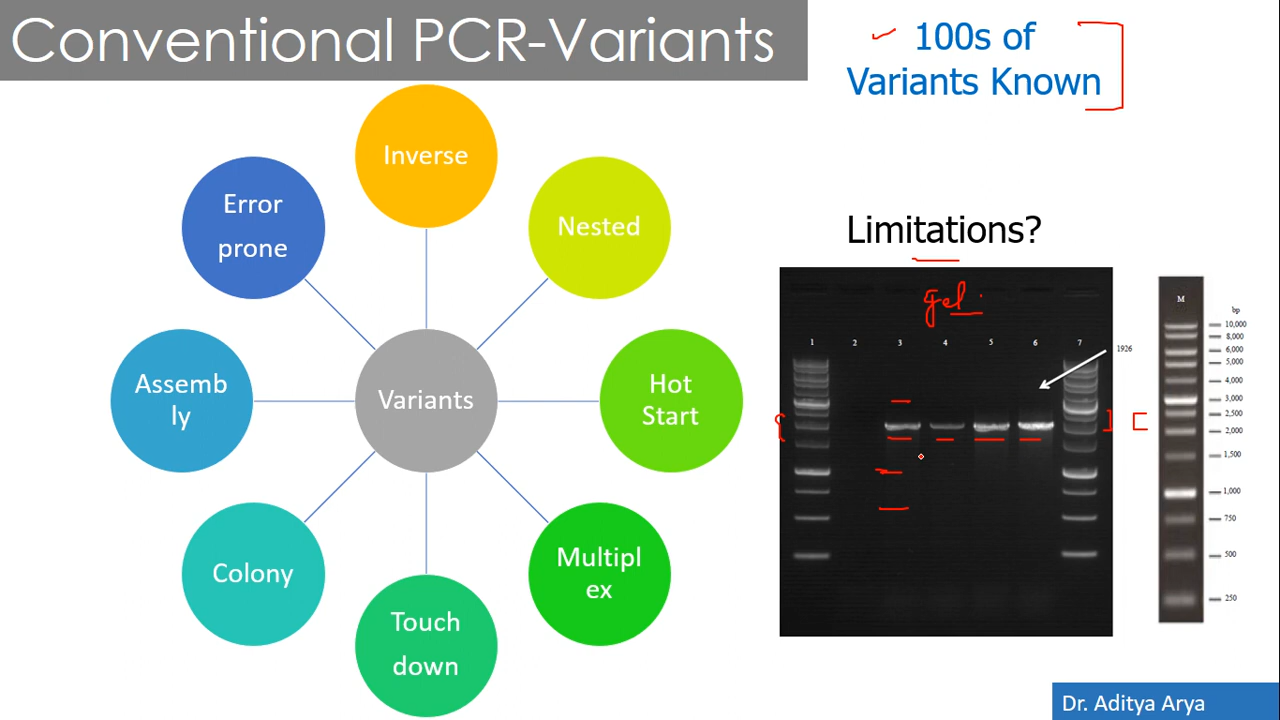 Conventional PCR-Variants
100s of
Variants Known
Inverse
Nested
Hot
Start
Multipl
ex
Touch
down
Colony
Assemb
ly
Error
prone
Variants
Limitations?
gel.
1 2 3 4 5 6 7
1926
M
bp
10,000
8,000
6,000
5,000
4,000
3,000
2,500
2,000
1,500
1,000
750
500
250
Dr. Aditya Arya